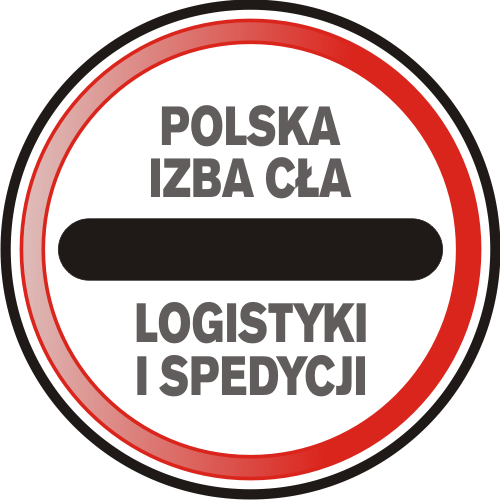 POLSKA
IZBA CŁA
LOGISTYKI
I SPEDYCJI